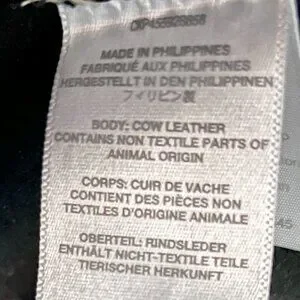 MADE IN PHILIPPINES
FABRIQUÉ AUX PHILIPPINES
HERGESTELLT IN DEN PHILIPPINEN
フィリピン製
BODY: COW LEATHER
CONTAINS NON TEXTILE PARTS OF
ANIMAL ORIGIN
CORPS: CUIR DE VACHE
CONTIENT DES PIÈCES NON
TEXTILES D'ORIGINE ANIMALE
OBERTEIL: RINDSLEDER
ENTHÄLT NICHT-TEXTILE TEILE
TIERISCHER HERKUNFT